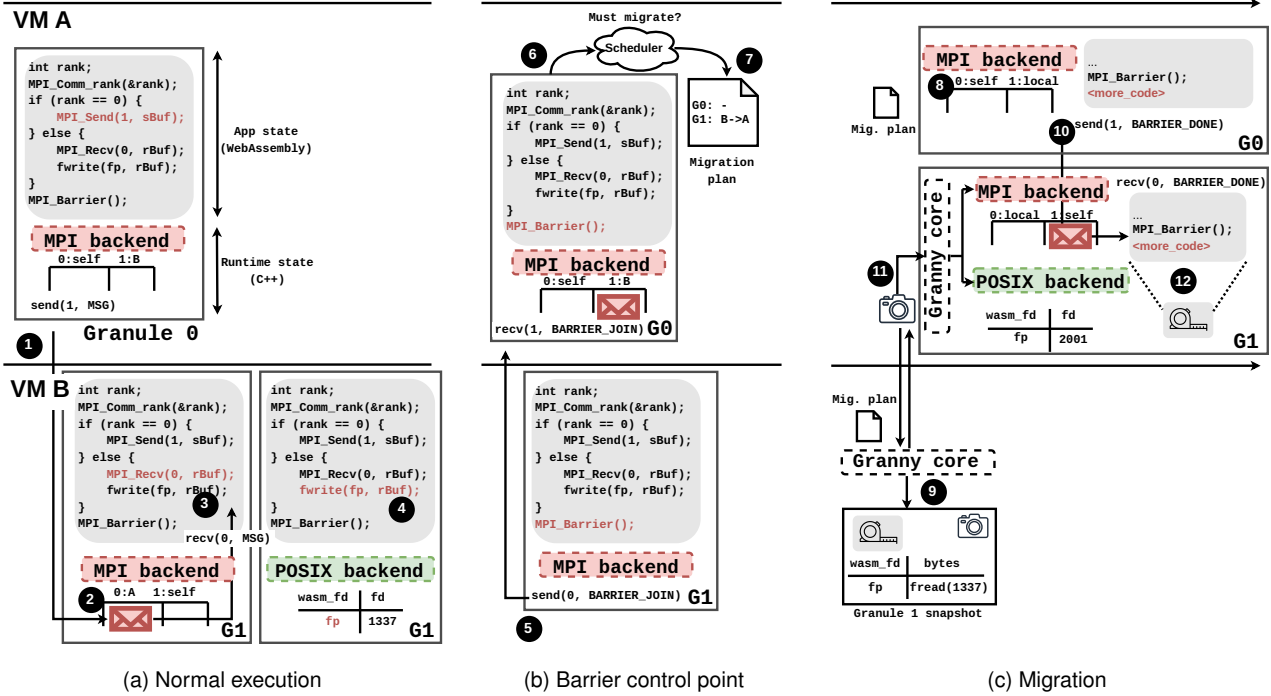 VM A
int rank;
MPI_Comm_rank(&rank);
if (rank == 0) {
MPI_Send(1, sBuf);
} else {
MPI_Recv(0, rBuf);
fwrite(fp, rBuf);
}
MPI_Barrier();
MPI backend
0:self 1:B
send(1, MSG)
Granule 0
App state
(WebAssembly)
Runtime state
(C++)
1
VM B
int rank;
MPI_Comm_rank(&rank);
if (rank == 0) {
MPI_Send(1, sBuf);
} else {
MPI_Recv(0, rBuf);
fwrite(fp, rBuf);
}
MPI_Barrier();
3
recv(0, MSG)
MPI backend
2
0:A 1:self
G1
int rank;
MPI_Comm_rank(&rank);
if (rank == 0) {
MPI_Send(1, sBuf);
} else {
MPI_Recv(0, rBuf);
fwrite(fp, rBuf);
}
MPI_Barrier();
4
POSIX backend
wasm_fd fd
fp 1337
G1
(a) Normal execution
Must migrate?
Scheduler
6
7
G0: -
G1: B->A
Migration
plan
int rank;
MPI_Comm_rank(&rank);
if (rank == 0) {
MPI_Send(1, sBuf);
} else {
MPI_Recv(0, rBuf);
fwrite(fp, rBuf);
}
MPI_Barrier();
MPI backend
0:self 1:B
recv(1, BARRIER_JOIN)
G0
int rank;
MPI_Comm_rank(&rank);
if (rank == 0) {
MPI_Send(1, sBuf);
} else {
MPI_Recv(0, rBuf);
fwrite(fp, rBuf);
}
MPI_Barrier();
MPI backend
send(0, BARRIER_JOIN)
G1
5
(b) Barrier control point
MPI backend
8
0:self 1:local
...
MPI_Barrier();
<more_code>
Mig. plan
10
send(1, BARRIER_DONE)
G0
Granny core
MPI backend
recv(0, BARRIER_DONE)
0:local 1:self
...
MPI_Barrier();
<more_code>
11
POSIX backend
12
wasm_fd fd
fp 2001
G1
Mig. plan
Granny core
9
wasm_fd bytes
fp fread(1337)
Granule 1 snapshot
(c) Migration